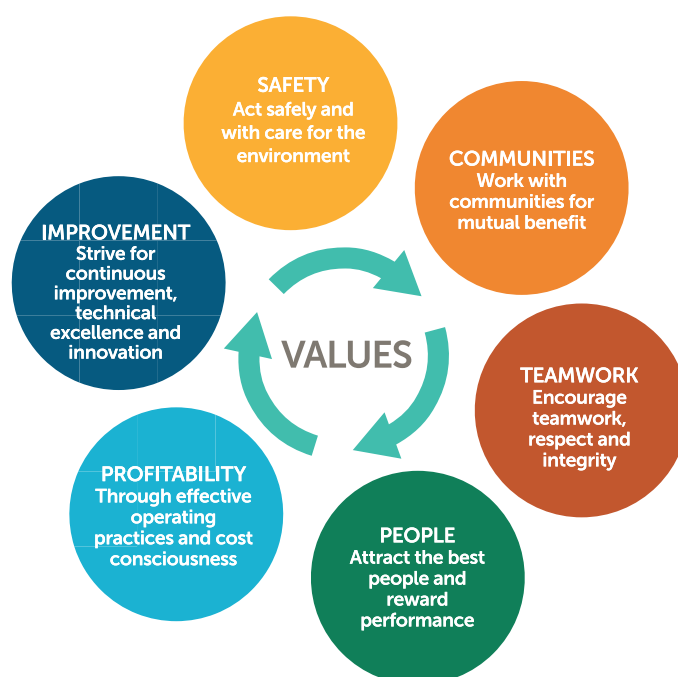 SAFETY
Act safely and
with care for the
environment
COMMUNITIES
Work with
communities for
mutual benefit
TEAMWORK
Encourage
teamwork,
respect and
integrity
PEOPLE
Attract the best
people and
reward
performance
PROFITABILITY
Through effective
operating
practices and cost
consciousness
IMPROVEMENT
Strive for
continuous
improvement,
technical
excellence and
innovation
VALUES